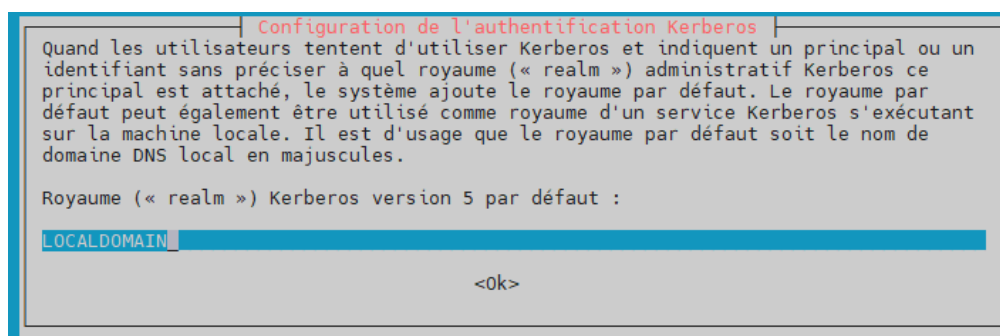 Configuration de l'authentification Kerberos
Quand les utilisateurs tentent d'utiliser Kerberos et indiquent un principal ou un
identifiant sans préciser à quel royaume (« realm ») administratif Kerberos ce
principal est attaché, le système ajoute le royaume par défaut. Le royaume par
défaut peut également être utilisé comme royaume d'un service Kerberos s'exécutant
sur la machine locale. Il est d'usage que le royaume par défaut soit le nom de
domaine DNS local en majuscules.
Royaume (« realm ») Kerberos version 5 par défaut :
LOCALDOMAIN_
<Ok>